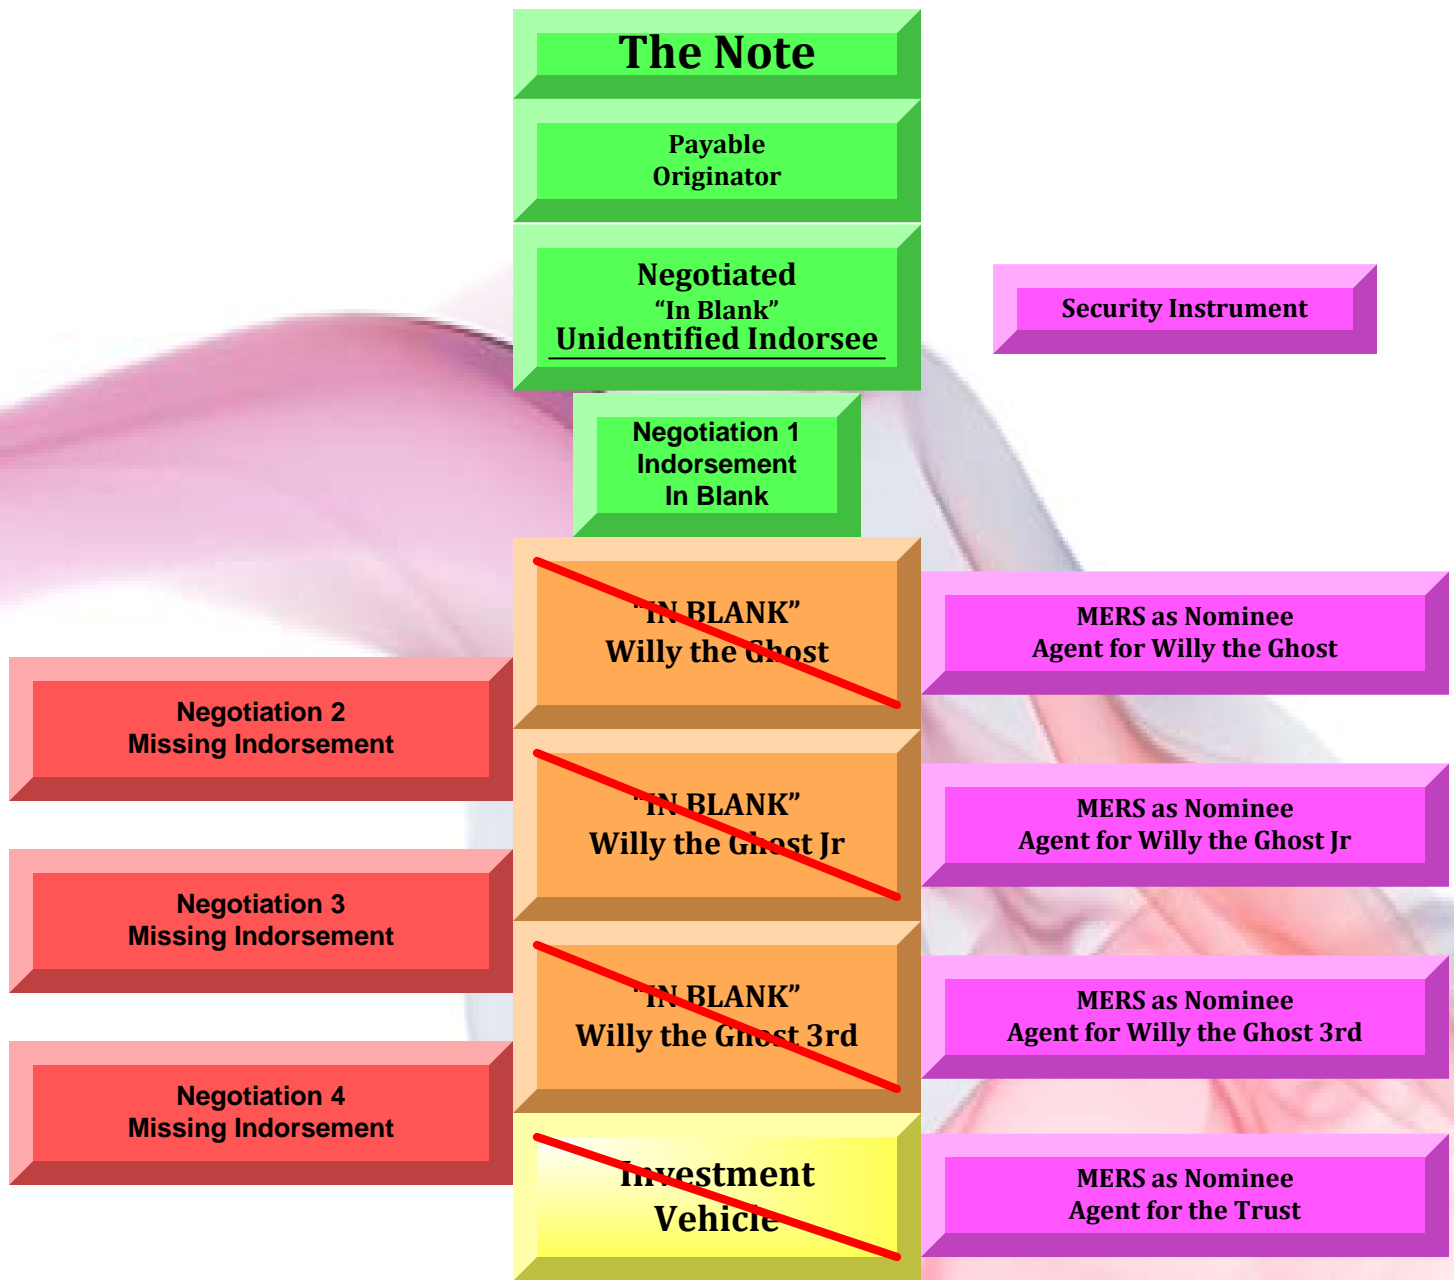 The Note
Payable
Originator
Negotiated
“In Blank”
Unidentified Indorsee
Security Instrument
Negotiation 1
Indorsement
In Blank
“IN BLANK”
Willy the Ghost
MERS as Nominee
Agent for Willy the Ghost
Negotiation 2
Missing Indorsement
“IN BLANK”
Willy the Ghost Jr
MERS as Nominee
Agent for Willy the Ghost Jr
Negotiation 3
Missing Indorsement
“IN BLANK”
Willy the Ghost 3rd
MERS as Nominee
Agent for Willy the Ghost 3rd
Negotiation 4
Missing Indorsement
Investment
Vehicle
MERS as Nominee
Agent for the Trust